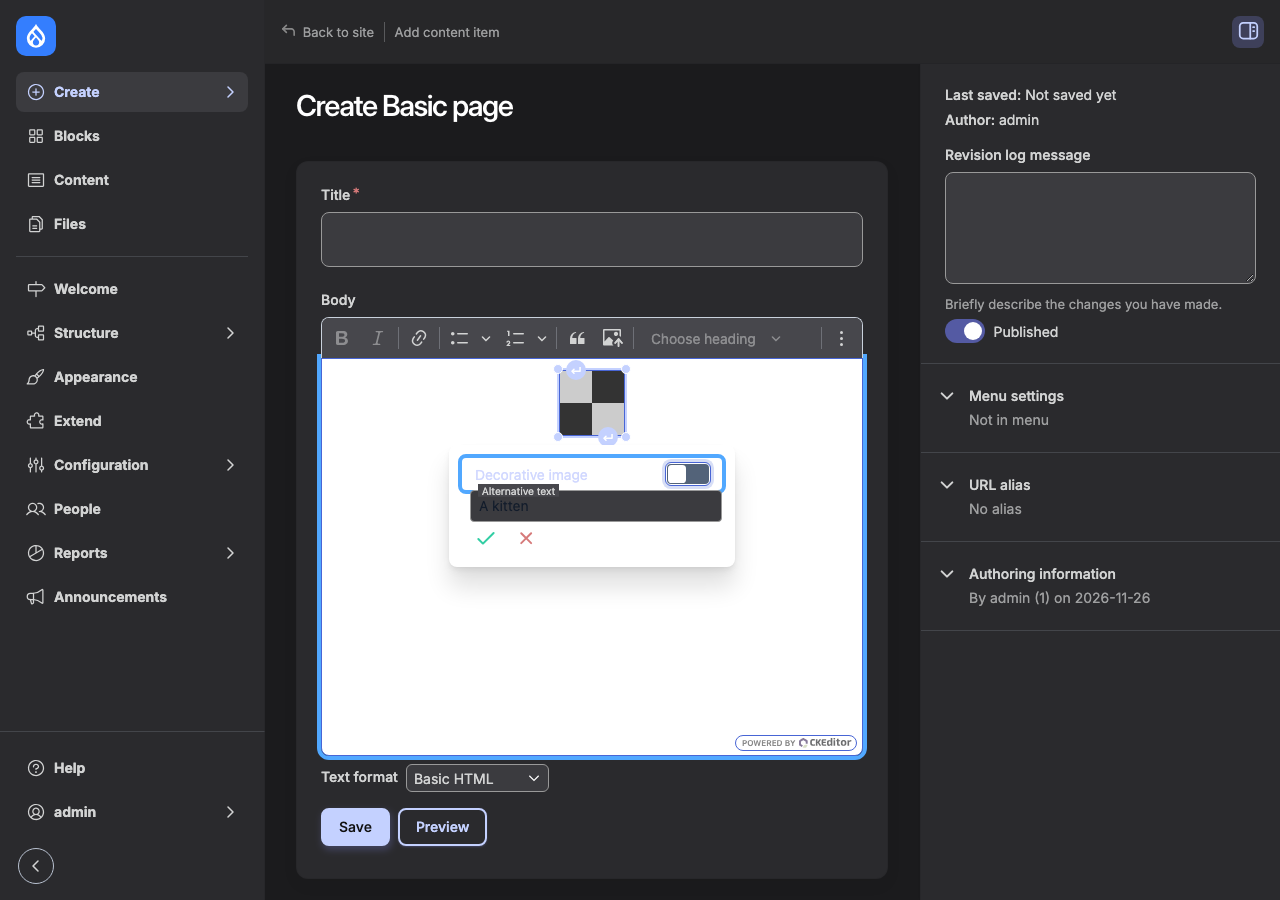 Back to site
Add content item
Create
Blocks
Content
Files
Welcome
Structure
Appearance
Extend
Configuration
People
Reports
Announcements
Help
admin
Create Basic page
Title *
Body
B I
Choose heading
Decorative image
Alternative text
A kitten
POWERED BY CKEditor
Text format
Basic HTML
Save
Preview
Last saved: Not saved yet
Author: admin
Revision log message
Briefly describe the changes you have made.
Published
Menu settings
Not in menu
URL alias
No alias
Authoring information
By admin (1) on 2026-11-26